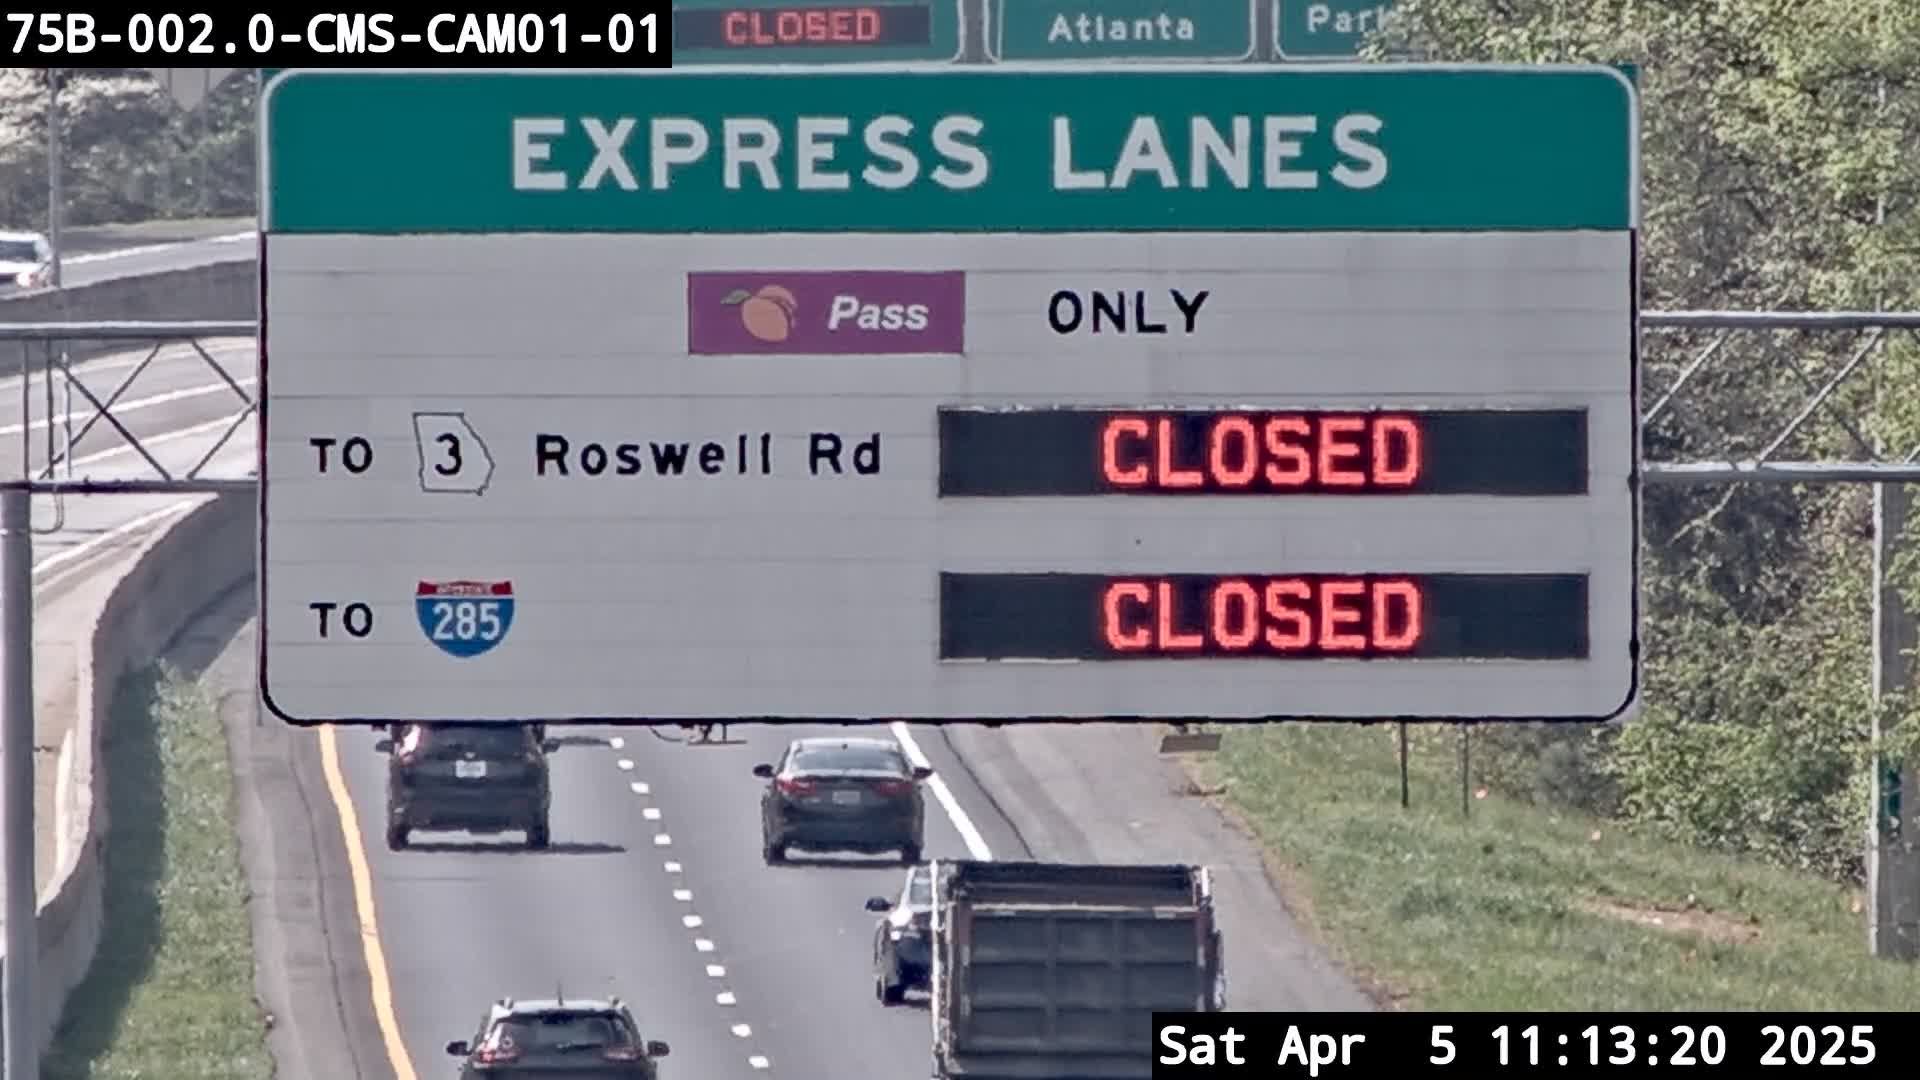 75B-002.0-CMS-CAM01-01
CLOSED
Atlanta
Park
EXPRESS LANES
Pass ONLY
TO 3 Roswell Rd CLOSED
TO INTERSTATE 285 CLOSED
Sat Apr 5 11:13:20 2025